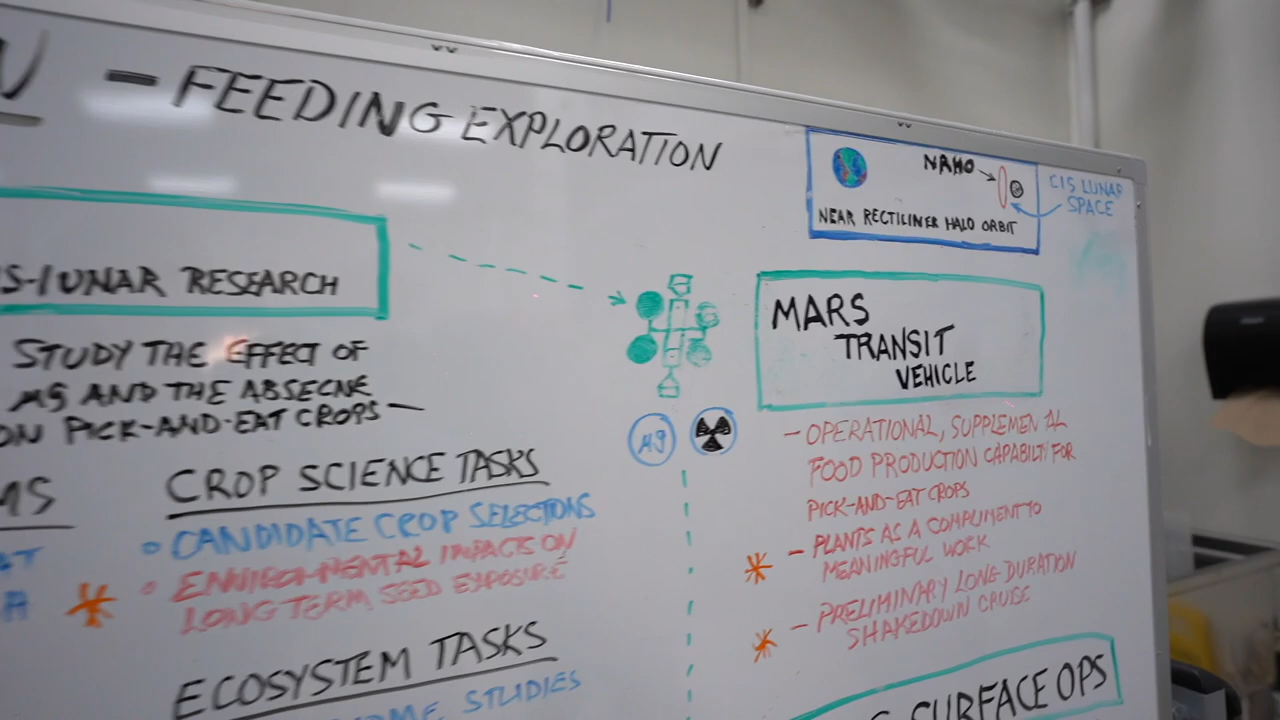 — FEEDING EXPLORATION
NRHO
CIS LUNAR
SPACE
NEAR RECTILINER HALO ORBIT
S-LUNAR RESEARCH
STUDY THE EFFECT OF
µG AND THE ABSECNE
ON PICK-AND-EAT CROPS —
µg
MARS
TRANSIT
VEHICLE
CROP SCIENCE TASKS
• CANDIDATE CROP SELECTIONS
• ENVIRONMENTAL IMPACTS ON
LONG TERM SEED EXPOSURE
ECOSYSTEM TASKS
STUDIES
— OPERATIONAL, SUPPLEMENTAL
FOOD PRODUCTION CAPABILTY FOR
PICK-AND-EAT CROPS
— PLANTS AS A COMPLIMENT TO
MEANINGFUL WORK
— PRELIMINARY LONG DURATION
SHAKEDOWN CRUISE
SURFACE OPS